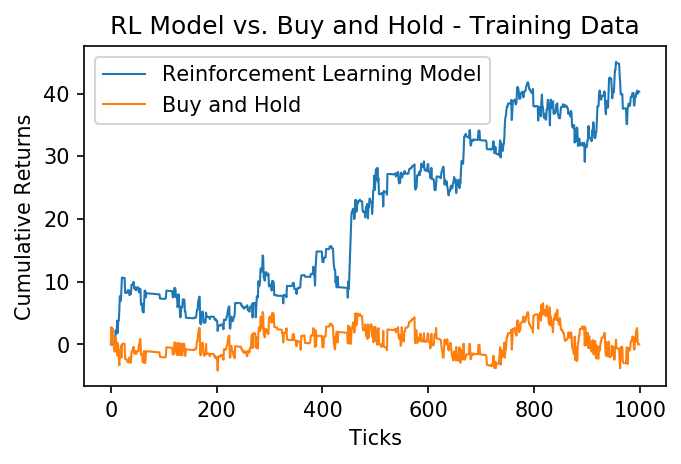 RL Model vs. Buy and Hold - Training Data
Reinforcement Learning Model
Buy and Hold
Cumulative Returns
40
30
20
10
0
0 200 400 600 800 1000
Ticks